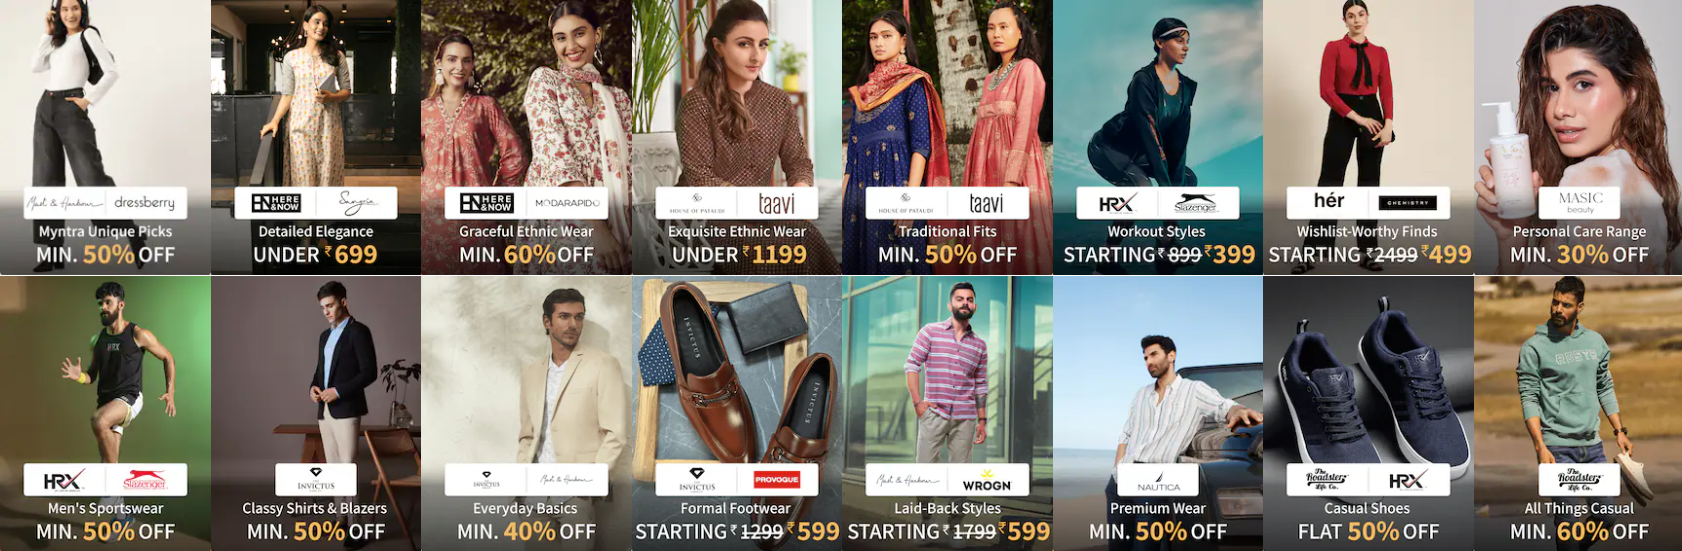 Mast & Harbour dressberry
Myntra Unique Picks
MIN. 50% OFF
HERE & NOW Sangria
Detailed Elegance
UNDER ₹699
HERE & NOW MODARAPIDO
Graceful Ethnic Wear
MIN. 60% OFF
HOUSE OF PATAUDI taavi
Exquisite Ethnic Wear
UNDER ₹1199
HOUSE OF PATAUDI taavi
Traditional Fits
MIN. 50% OFF
HRX Slazenger
Workout Styles
STARTING ₹899 ₹399
hér CHEMISTRY
Wishlist-Worthy Finds
STARTING ₹2499 ₹499
MASIC beauty
Personal Care Range
MIN. 30% OFF
HRX
HRX Slazenger
Men's Sportswear
MIN. 50% OFF
INVICTUS
Classy Shirts & Blazers
MIN. 50% OFF
INVICTUS Mast & Harbour
Everyday Basics
MIN. 40% OFF
INVICTUS
INVICTUS
INVICTUS PROVOGUE
Formal Footwear
STARTING ₹1299 ₹599
Mast & Harbour WROGN
Laid-Back Styles
STARTING ₹1799 ₹599
NAUTICA
Premium Wear
MIN. 50% OFF
HRX
The Roadster Life Co. HRX
Casual Shoes
FLAT 50% OFF
The Roadster Life Co.
All Things Casual
MIN. 60% OFF